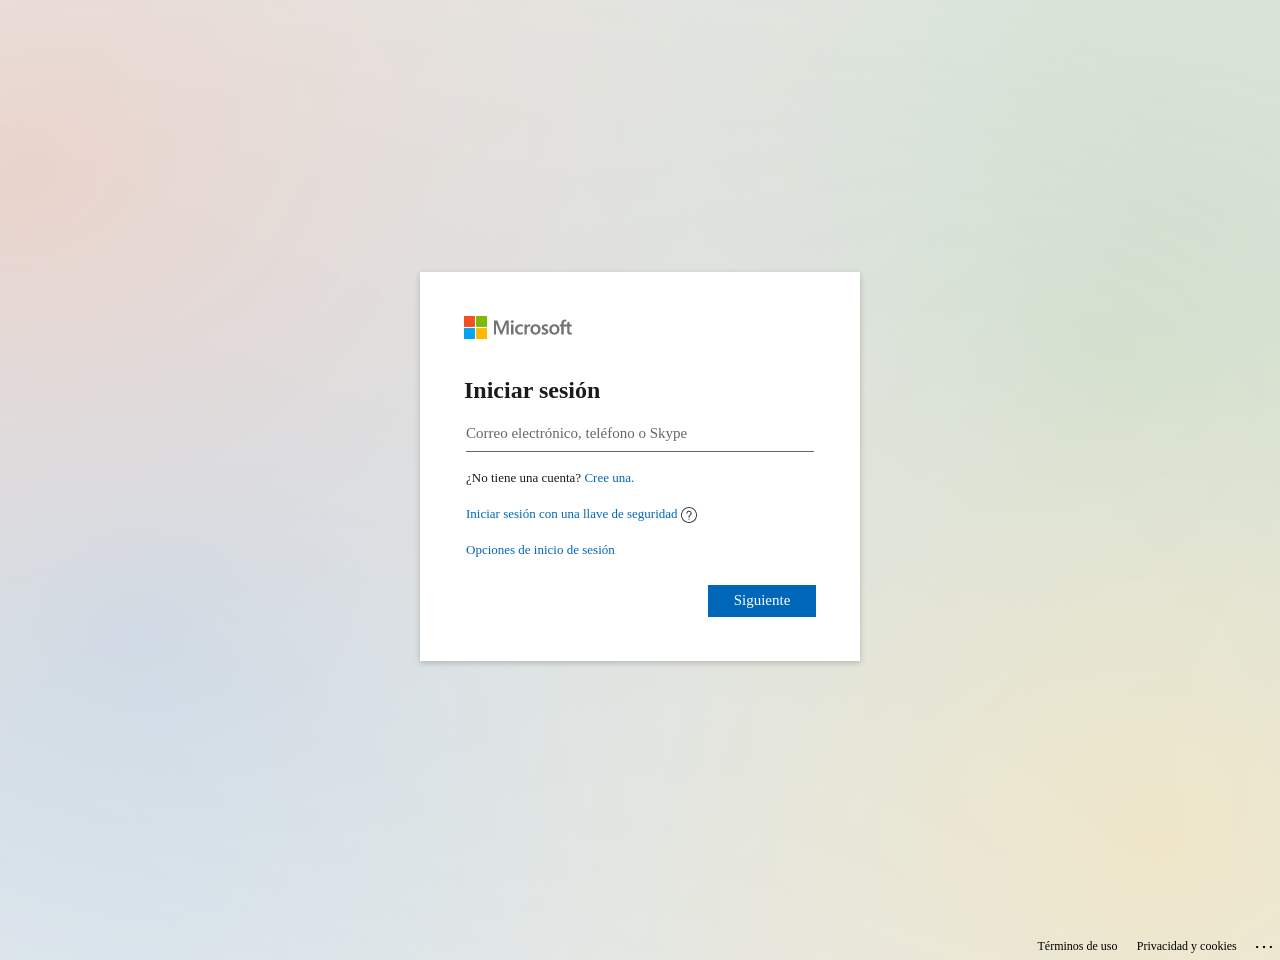 Microsoft
Iniciar sesión
Correo electrónico, teléfono o Skype
¿No tiene una cuenta? Cree una.
Iniciar sesión con una llave de seguridad
Opciones de inicio de sesión
Siguiente
Términos de uso Privacidad y cookies ...